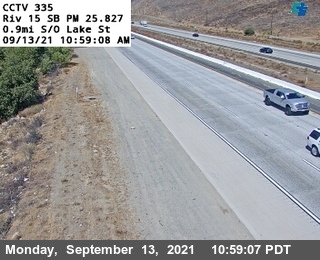 CCTV 335
Riv 15 SB PM 25.827
0.9mi S/O Lake St
09/13/21 10:59:08 AM
Monday, September 13, 2021 10:59:07 PDT